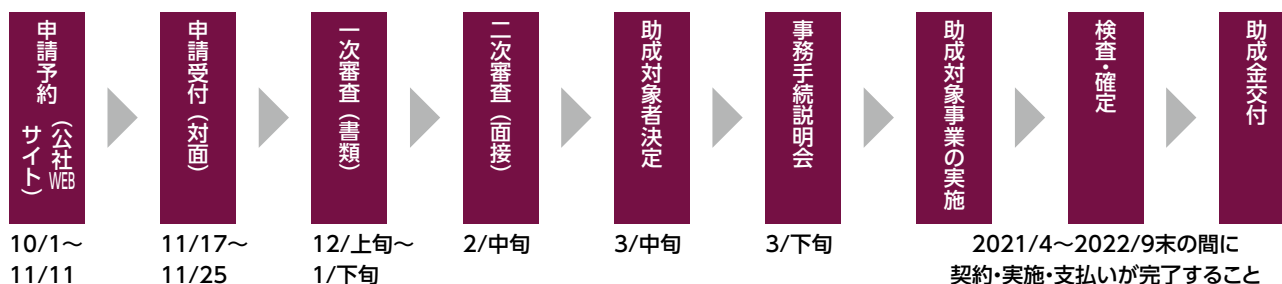 申請予約
（公社WEB
サイト）
申請受付（対面）
一次審査（書類）
二次審査（面接）
助成対象者決定
事務手続説明会
助成対象事業の実施
検査・確定
助成金交付
10/1～
11/11
11/17～
11/25
12/上旬～
1/下旬
2/中旬
3/中旬
3/下旬
2021/4～2022/9末の間に
契約・実施・支払いが完了すること